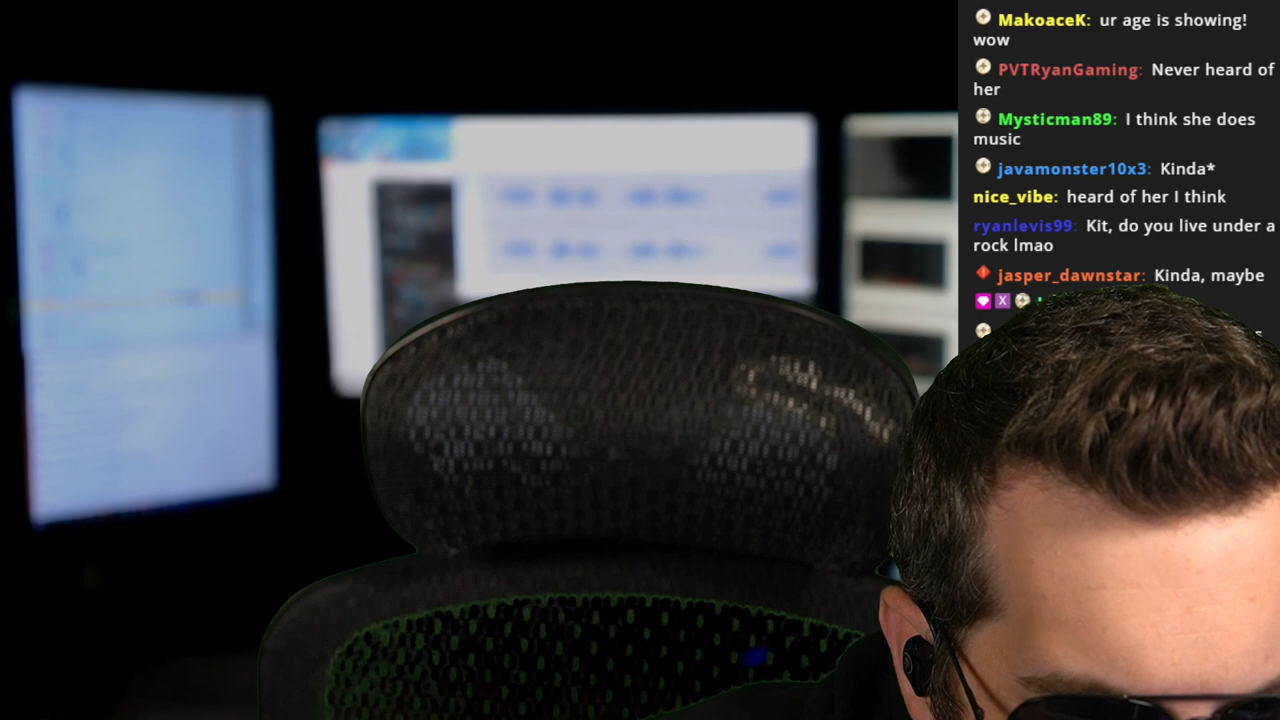 MakoaceK: ur age is showing!
wow
PVTRyanGaming: Never heard of
her
Mysticman89: I think she does
music
javamonster10x3: Kinda*
nice_vibe: heard of her I think
ryanlevis99: Kit, do you live under a
rock lmao
jasper_dawnstar: Kinda, maybe
X